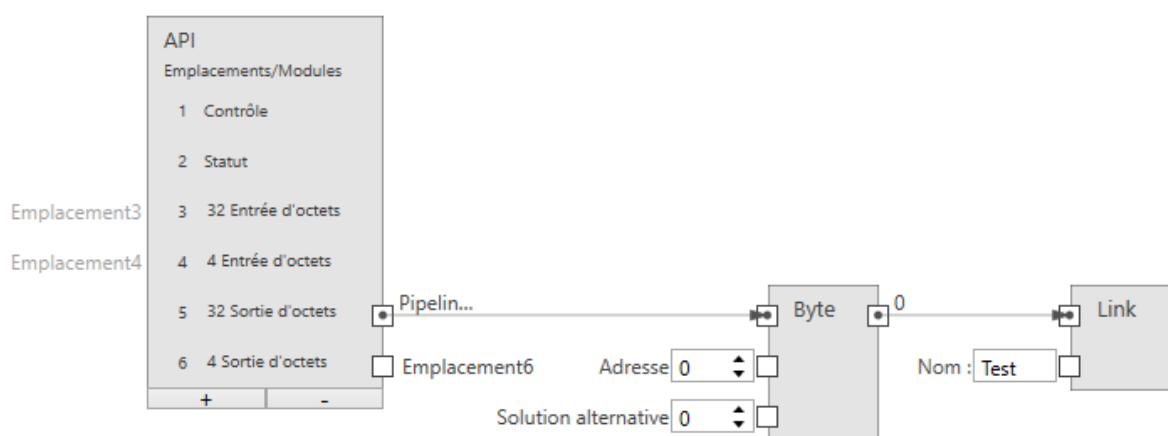 API
Emplacements/Modules
1 Contrôle
2 Statut
Emplacement3 3 32 Entrée d'octets
Emplacement4 4 4 Entrée d'octets
5 32 Sortie d'octets Pipelin... Byte 0 Link
6 4 Sortie d'octets Emplacement6 Adresse 0 Nom : Test
+ -
Solution alternative 0